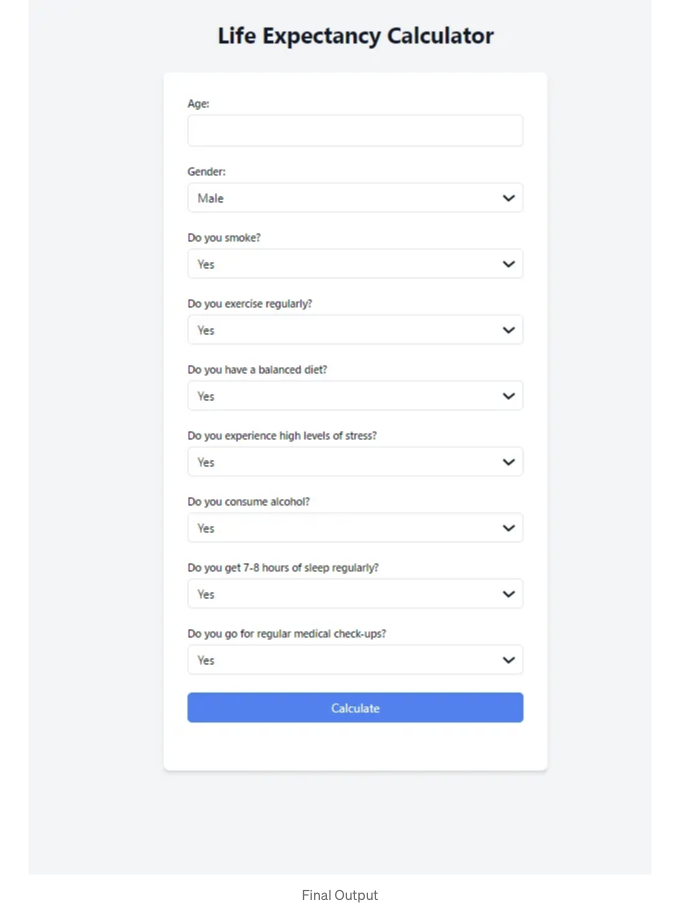 Life Expectancy Calculator
Age:
Gender:
Male
Do you smoke?
Yes
Do you exercise regularly?
Yes
Do you have a balanced diet?
Yes
Do you experience high levels of stress?
Yes
Do you consume alcohol?
Yes
Do you get 7-8 hours of sleep regularly?
Yes
Do you go for regular medical check-ups?
Yes
Calculate
Final Output